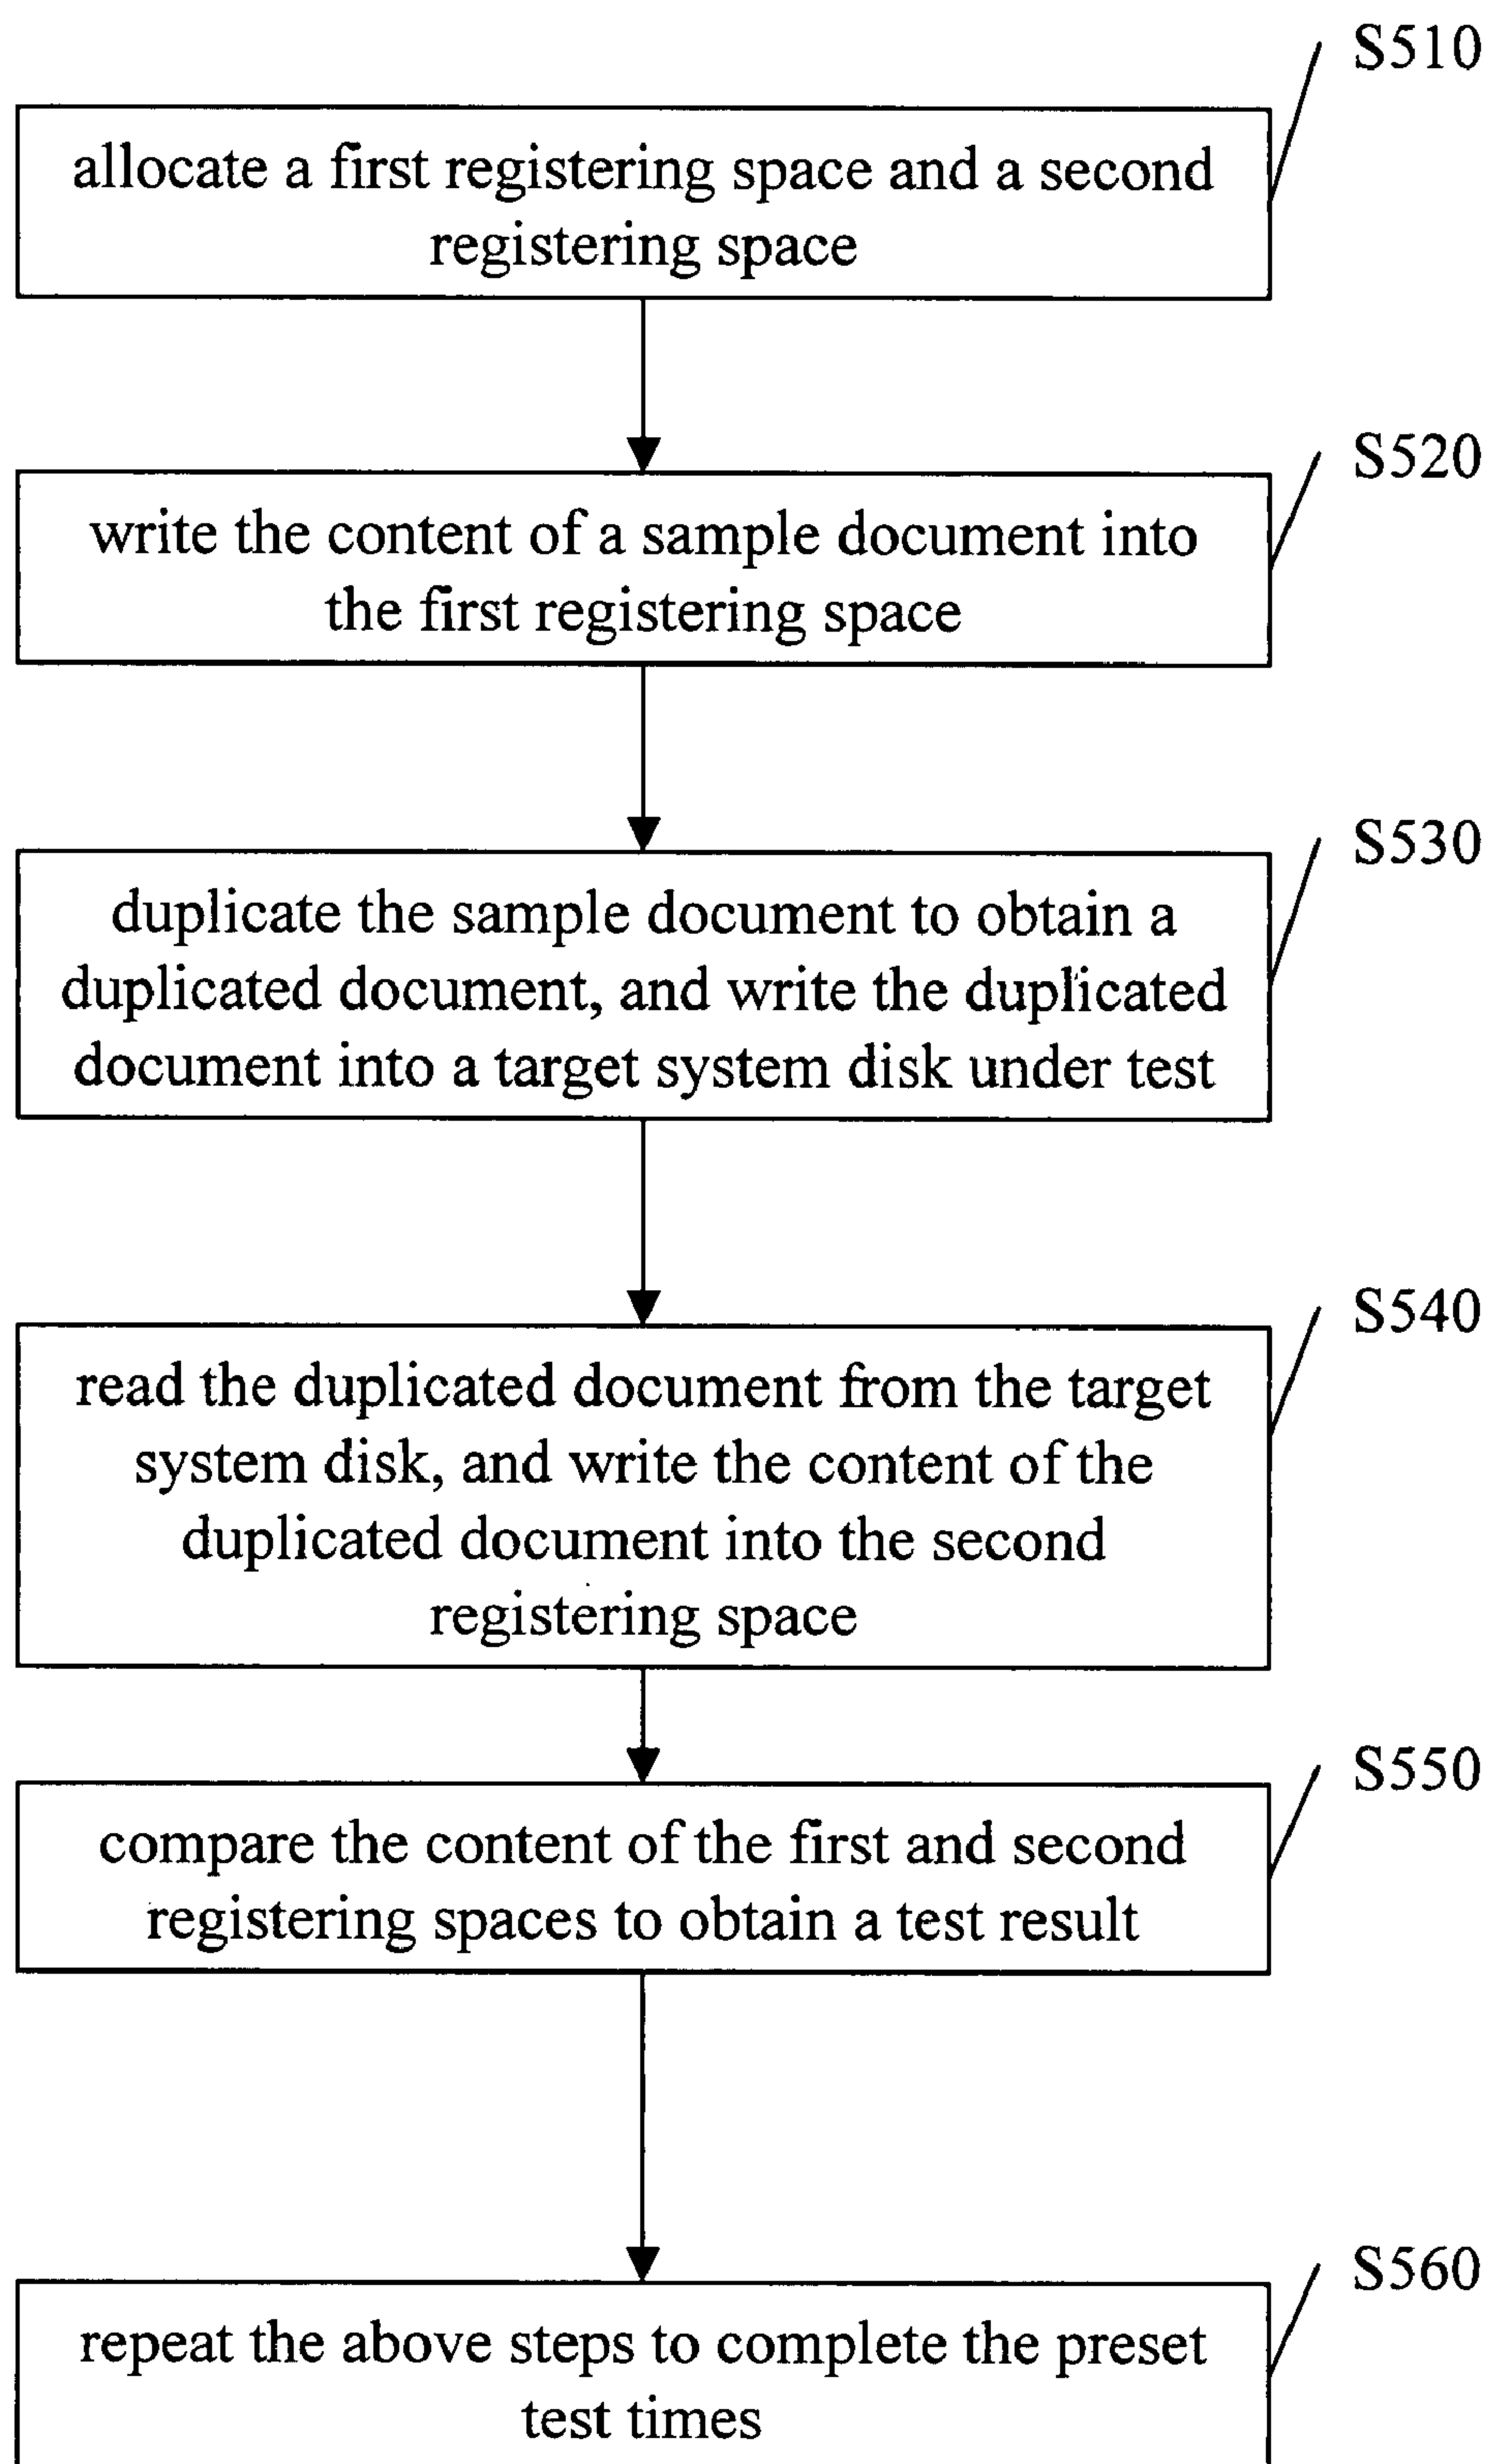 S510
allocate a first registering space and a second
registering space
S520
write the content of a sample document into
the first registering space
S530
duplicate the sample document to obtain a
duplicated document, and write the duplicated
document into a target system disk under test
S540
read the duplicated document from the target
system disk, and write the content of the
duplicated document into the second
registering space
S550
compare the content of the first and second
registering spaces to obtain a test result
S560
repeat the above steps to complete the preset
test times